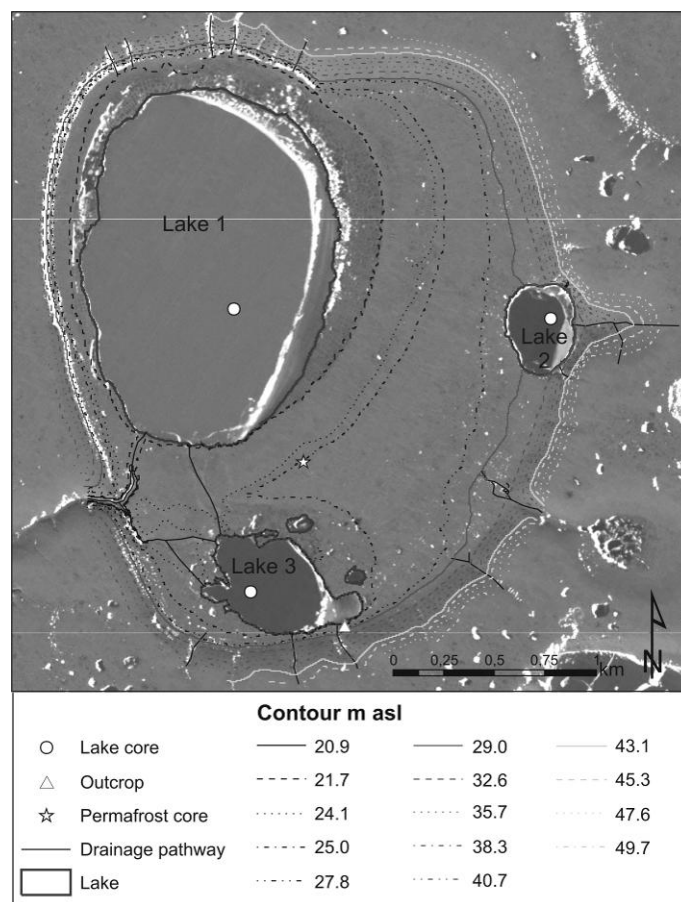 Lake 1
Lake
2
Lake 3
0 0,25 0,5 0,75 1
km
N
Contour m asl
Lake core
Outcrop
Permafrost core
Drainage pathway
Lake
20.9
21.7
24.1
25.0
27.8
29.0
32.6
35.7
38.3
40.7
43.1
45.3
47.6
49.7